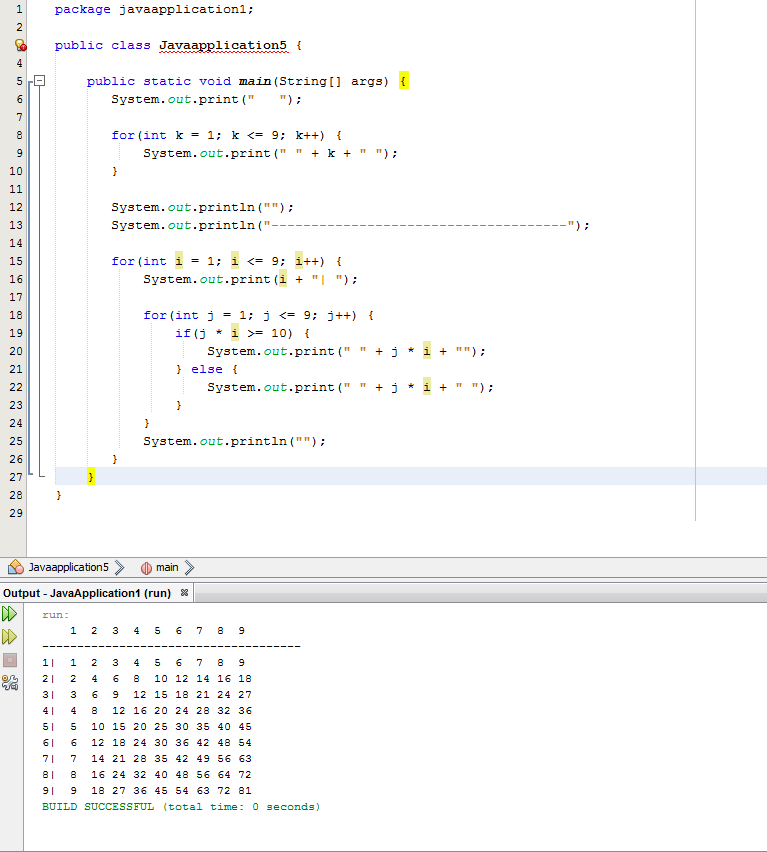 1 package javaapplication1;
2
public class Javaapplication5 {
4
5 public static void main(String[] args) {
6 System.out.print("   ");
7
8 for(int k = 1; k <= 9; k++) {
9 System.out.print(" " + k + " ");
10 }
11
12 System.out.println("");
13 System.out.println("-------------------------------------");
14
15 for(int i = 1; i <= 9; i++) {
16 System.out.print(i + "| ");
17
18 for(int j = 1; j <= 9; j++) {
19 if(j * i >= 10) {
20 System.out.print(" " + j * i + "");
21 } else {
22 System.out.print(" " + j * i + " ");
23 }
24 }
25 System.out.println("");
26 }
27 }
28 }
29
Javaapplication5 main
Output - JavaApplication1 (run)
run:
1 2 3 4 5 6 7 8 9
-------------------------------------
1| 1 2 3 4 5 6 7 8 9
2| 2 4 6 8 10 12 14 16 18
3| 3 6 9 12 15 18 21 24 27
4| 4 8 12 16 20 24 28 32 36
5| 5 10 15 20 25 30 35 40 45
6| 6 12 18 24 30 36 42 48 54
7| 7 14 21 28 35 42 49 56 63
8| 8 16 24 32 40 48 56 64 72
9| 9 18 27 36 45 54 63 72 81
BUILD SUCCESSFUL (total time: 0 seconds)